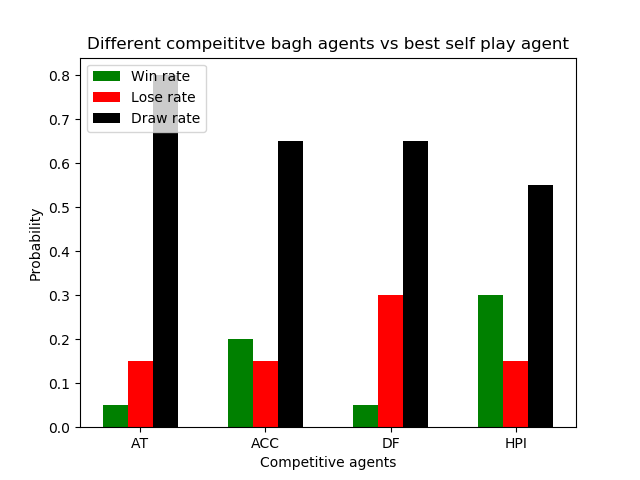 Different compeititve bagh agents vs best self play agent
Win rate
Lose rate
Draw rate
0.8
0.7
0.6
0.5
0.4
0.3
0.2
0.1
0.0
Probability
AT ACC DF HPI
Competitive agents